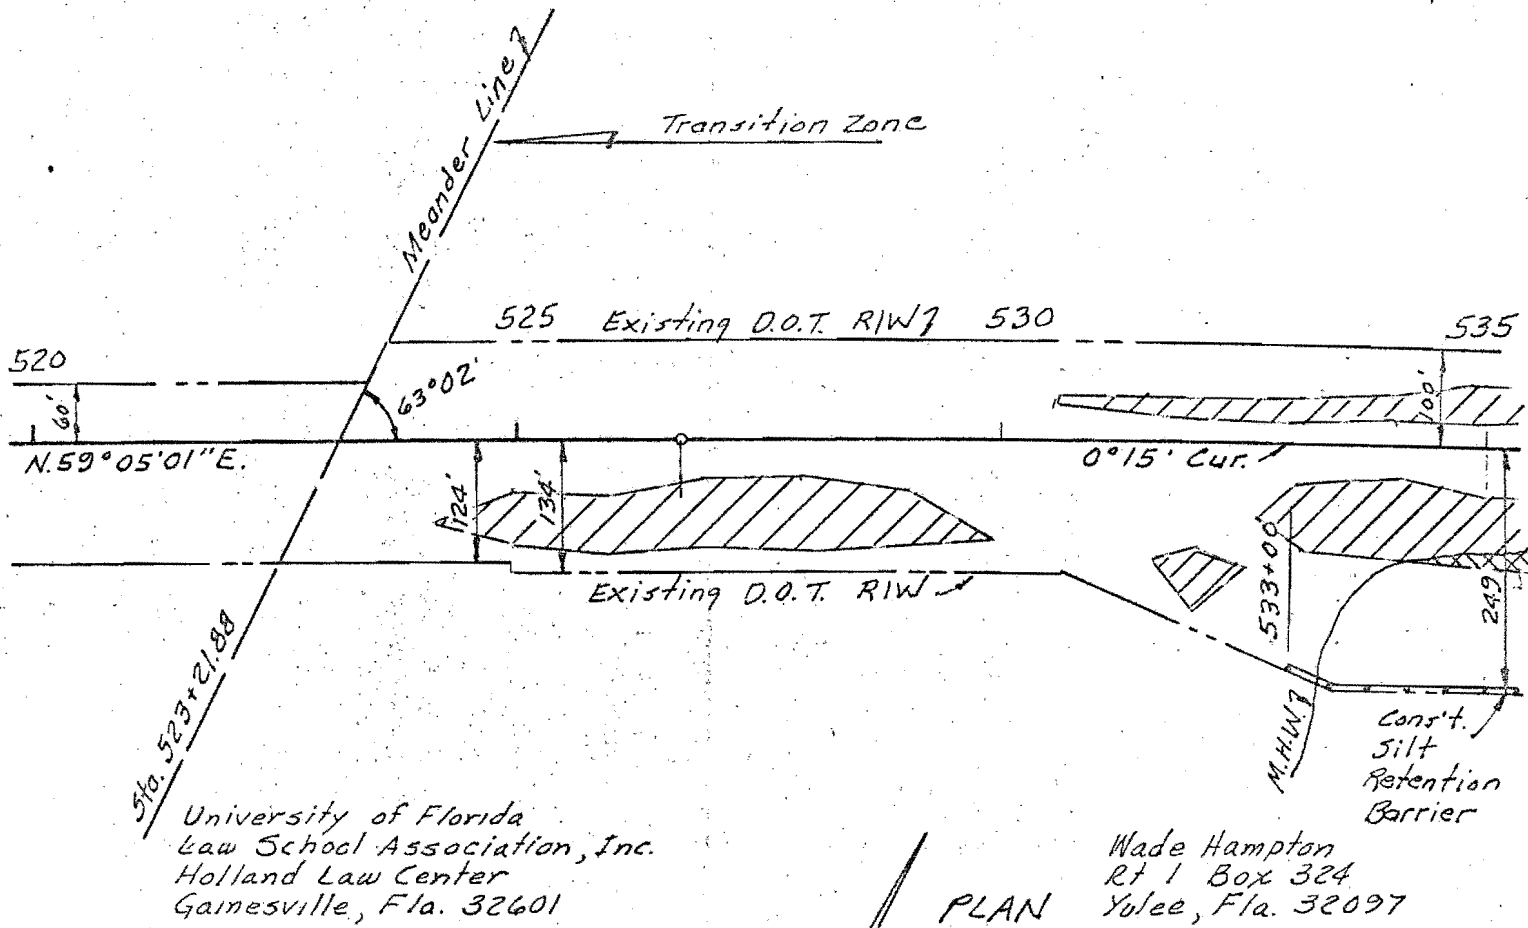 Meander Line
Transition Zone
525 Existing D.O.T. R/W 530
535
520
60'
63°02'
100'
N.59°05'01"E.
0°15' Cur.
124'
134'
533+00
249'
Existing D.O.T. R/W
Sta. 523+21.88
M.H.W.
Cons't.
Silt
Retention
Barrier
University of Florida
Law School Association, Inc.
Holland Law Center
Gainesville, Fla. 32601
PLAN
Wade Hampton
Rt 1 Box 324
Yulee, Fla. 32097